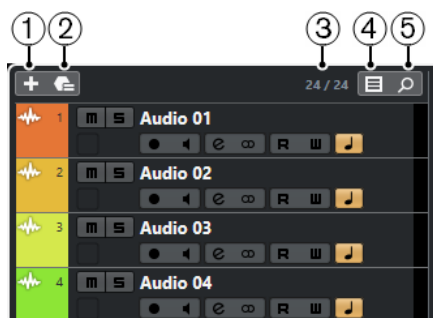 1 2 3 4 5
24 / 24
1 m S Audio 01
R W
2 m S Audio 02
R W
3 m S Audio 03
R W
4 m S Audio 04
R W